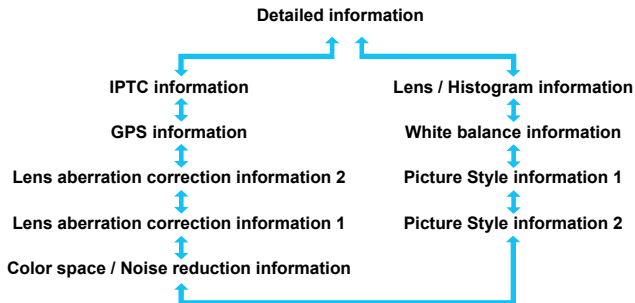 Detailed information
IPTC information
Lens / Histogram information
GPS information
White balance information
Lens aberration correction information 2
Picture Style information 1
Lens aberration correction information 1
Picture Style information 2
Color space / Noise reduction information